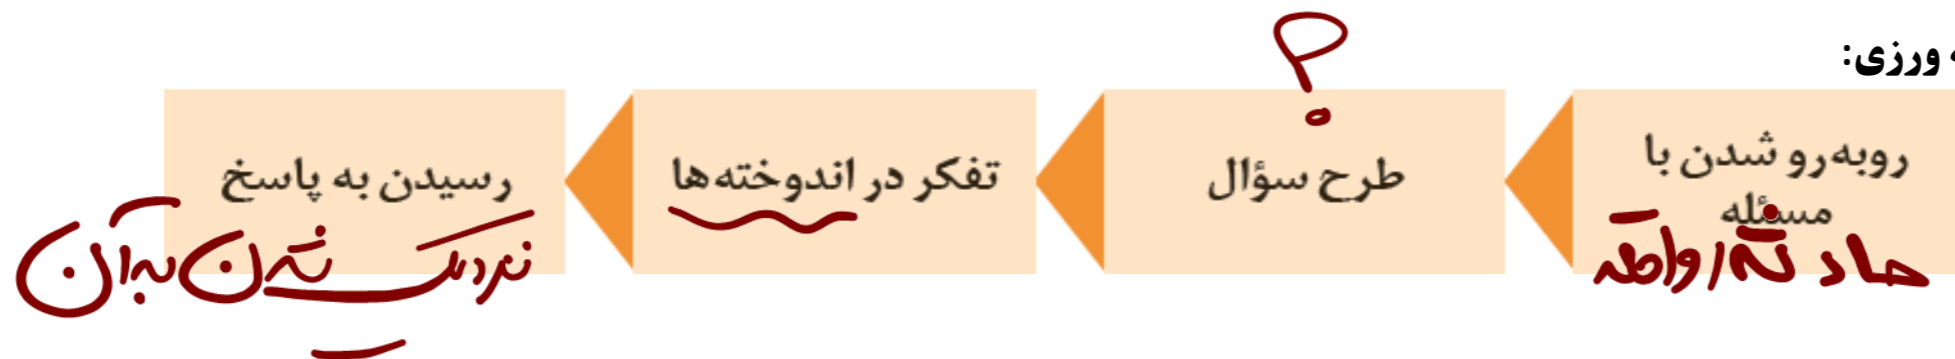 ه ورزی:
روبه‌رو شدن با
مسئله
حادثه/واقعه
طرح سؤال
؟
تفکر در اندوخته‌ها
رسیدن به پاسخ
نزدیک شدن به آن